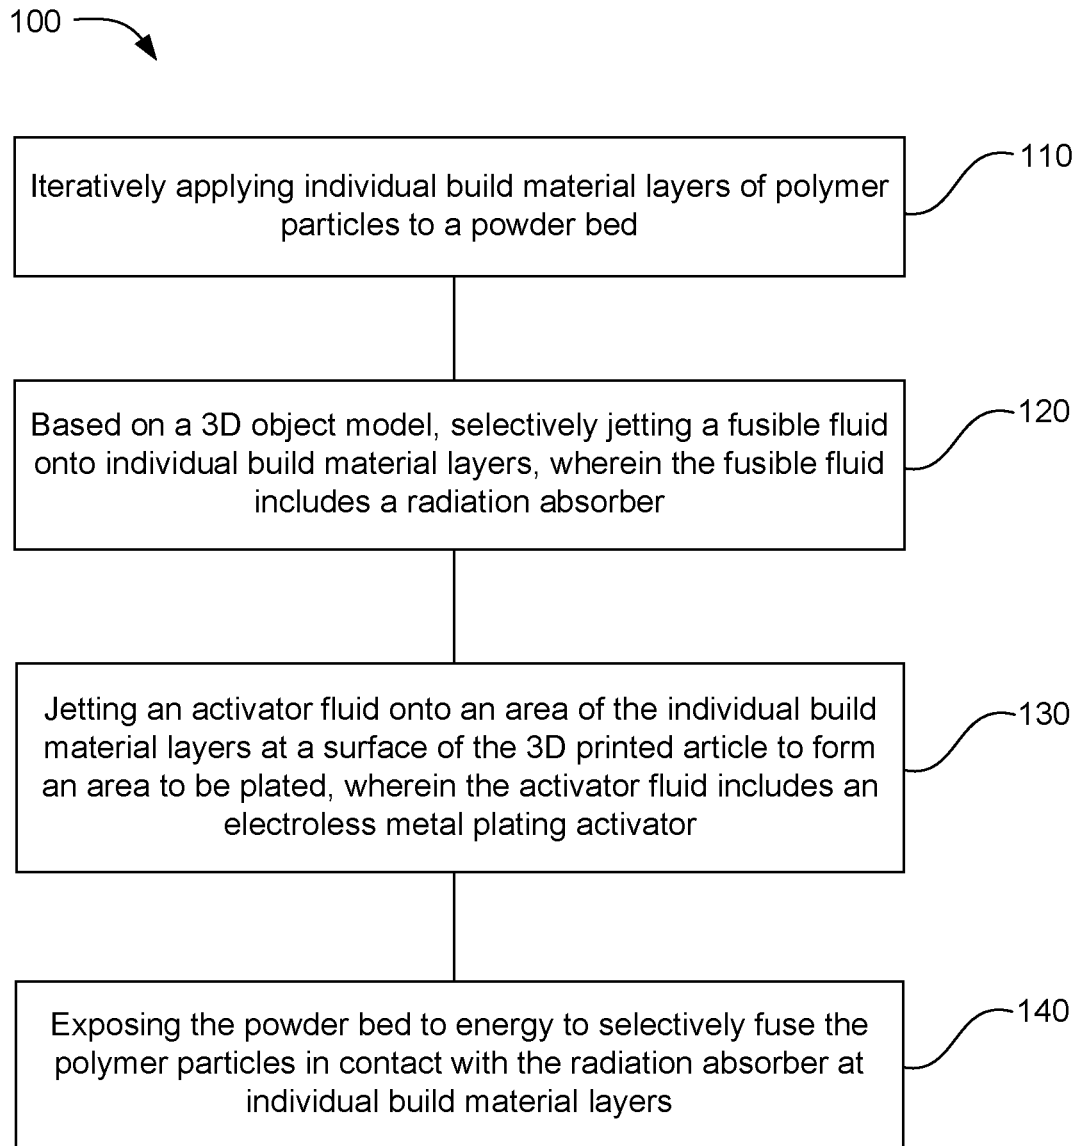 100
110
Iteratively applying individual build material layers of polymer
particles to a powder bed
120
Based on a 3D object model, selectively jetting a fusible fluid
onto individual build material layers, wherein the fusible fluid
includes a radiation absorber
130
Jetting an activator fluid onto an area of the individual build
material layers at a surface of the 3D printed article to form
an area to be plated, wherein the activator fluid includes an
electroless metal plating activator
140
Exposing the powder bed to energy to selectively fuse the
polymer particles in contact with the radiation absorber at
individual build material layers